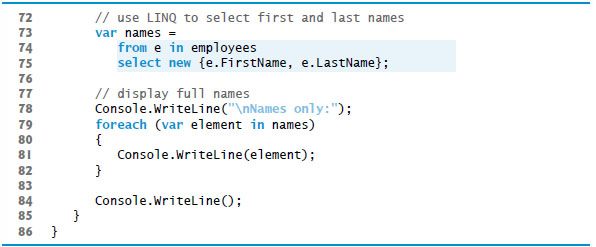 72 // use LINQ to select first and last names
73 var names =
74 from e in employees
75 select new {e.FirstName, e.LastName};
76
77 // display full names
78 Console.WriteLine("\nNames only:");
79 foreach (var element in names)
80 {
81 Console.WriteLine(element);
82 }
83
84 Console.WriteLine();
85 }
86 }